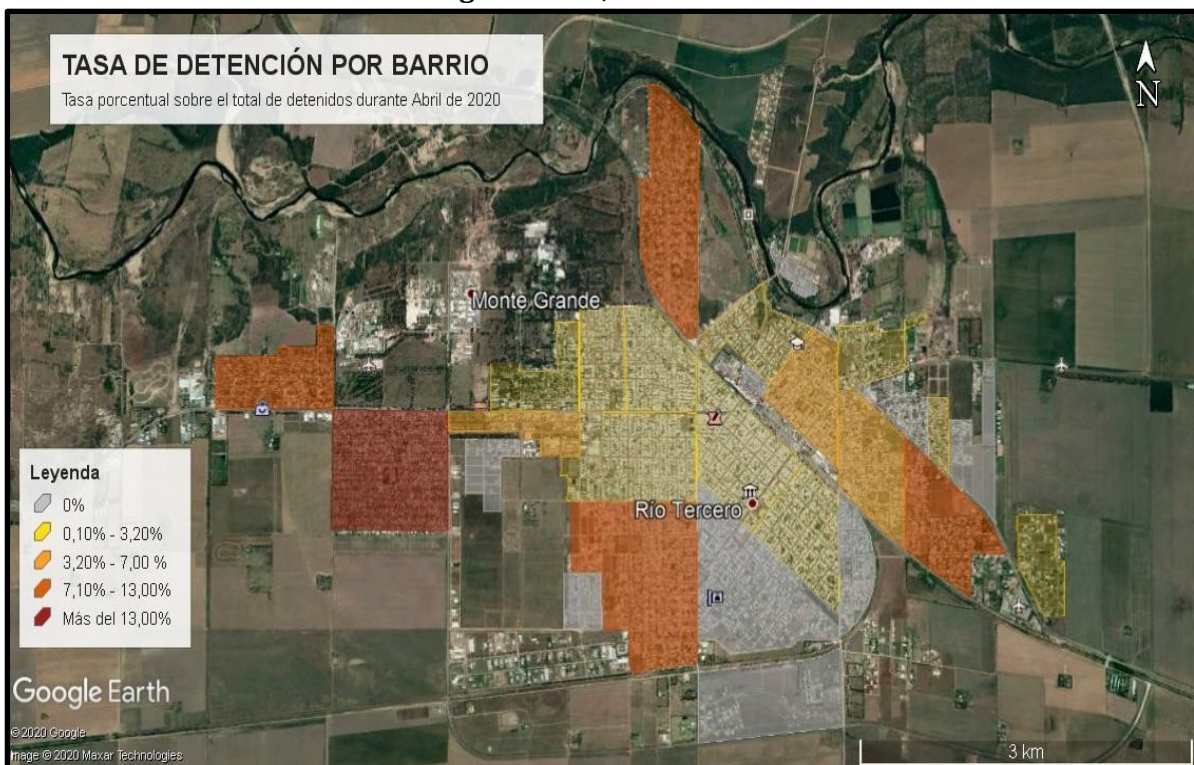 TASA DE DETENCIÓN POR BARRIO
Tasa porcentual sobre el total de detenidos durante Abril de 2020
N
Monte Grande
Río Tercero
Leyenda
0%
0,10% - 3,20%
3,20% - 7,00 %
7,10% - 13,00%
Más del 13,00%
Google Earth
© 2020 Google
Image © 2020 Maxar Technologies
3 km